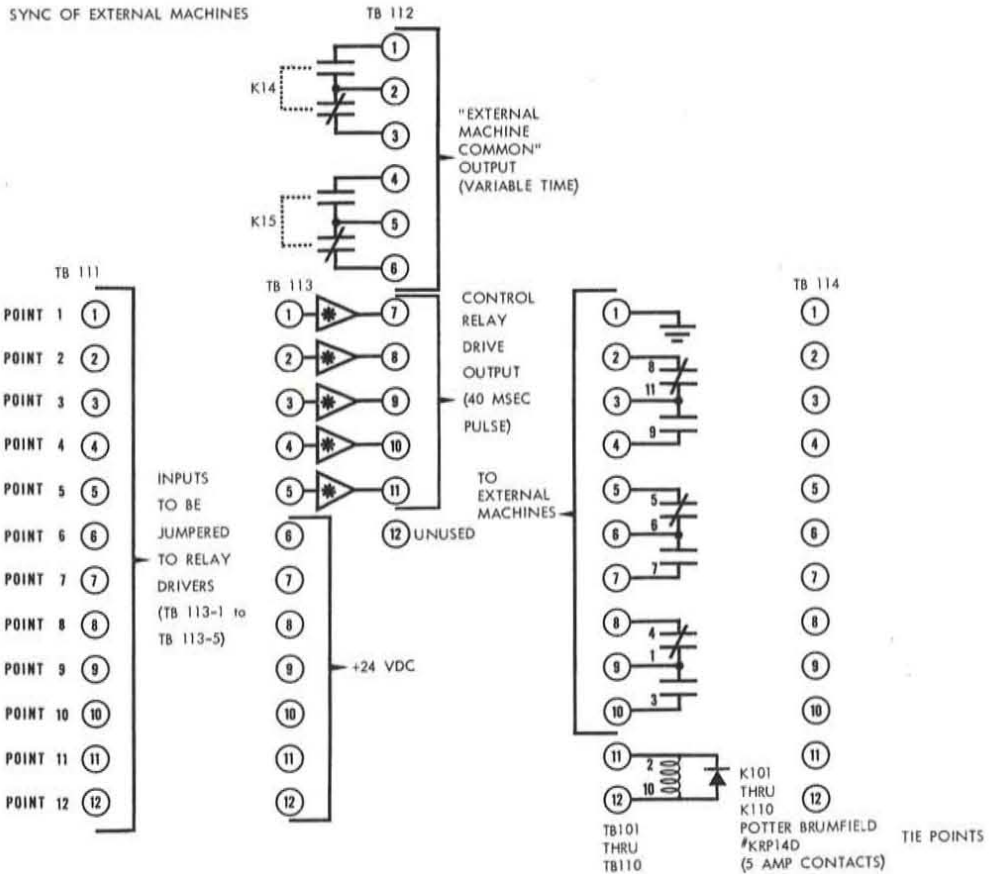 SYNC OF EXTERNAL MACHINES
TB 112
1
2
3
4
5
6
K14
K15
"EXTERNAL
MACHINE
COMMON"
OUTPUT
(VARIABLE TIME)
TB 111
POINT 1 1
POINT 2 2
POINT 3 3
POINT 4 4
POINT 5 5
POINT 6 6
POINT 7 7
POINT 8 8
POINT 9 9
POINT 10 10
POINT 11 11
POINT 12 12
INPUTS
TO BE
JUMPERED
TO RELAY
DRIVERS
(TB 113-1 to
TB 113-5)
TB 113
1 * 7
2 * 8
3 * 9
4 * 10
5 * 11
6
12 UNUSED
7
8
9
10
11
12
+24 VDC
CONTROL
RELAY
DRIVE
OUTPUT
(40 MSEC
PULSE)
TO
EXTERNAL
MACHINES
1
2
3
4
5
6
7
8
9
10
11
12
8
11
9
5
6
7
4
1
3
2
10
TB101
THRU
TB110
K101
THRU
K110
POTTER BRUMFIELD
#KRP14D
(5 AMP CONTACTS)
TB 114
1
2
3
4
5
6
7
8
9
10
11
12
TIE POINTS